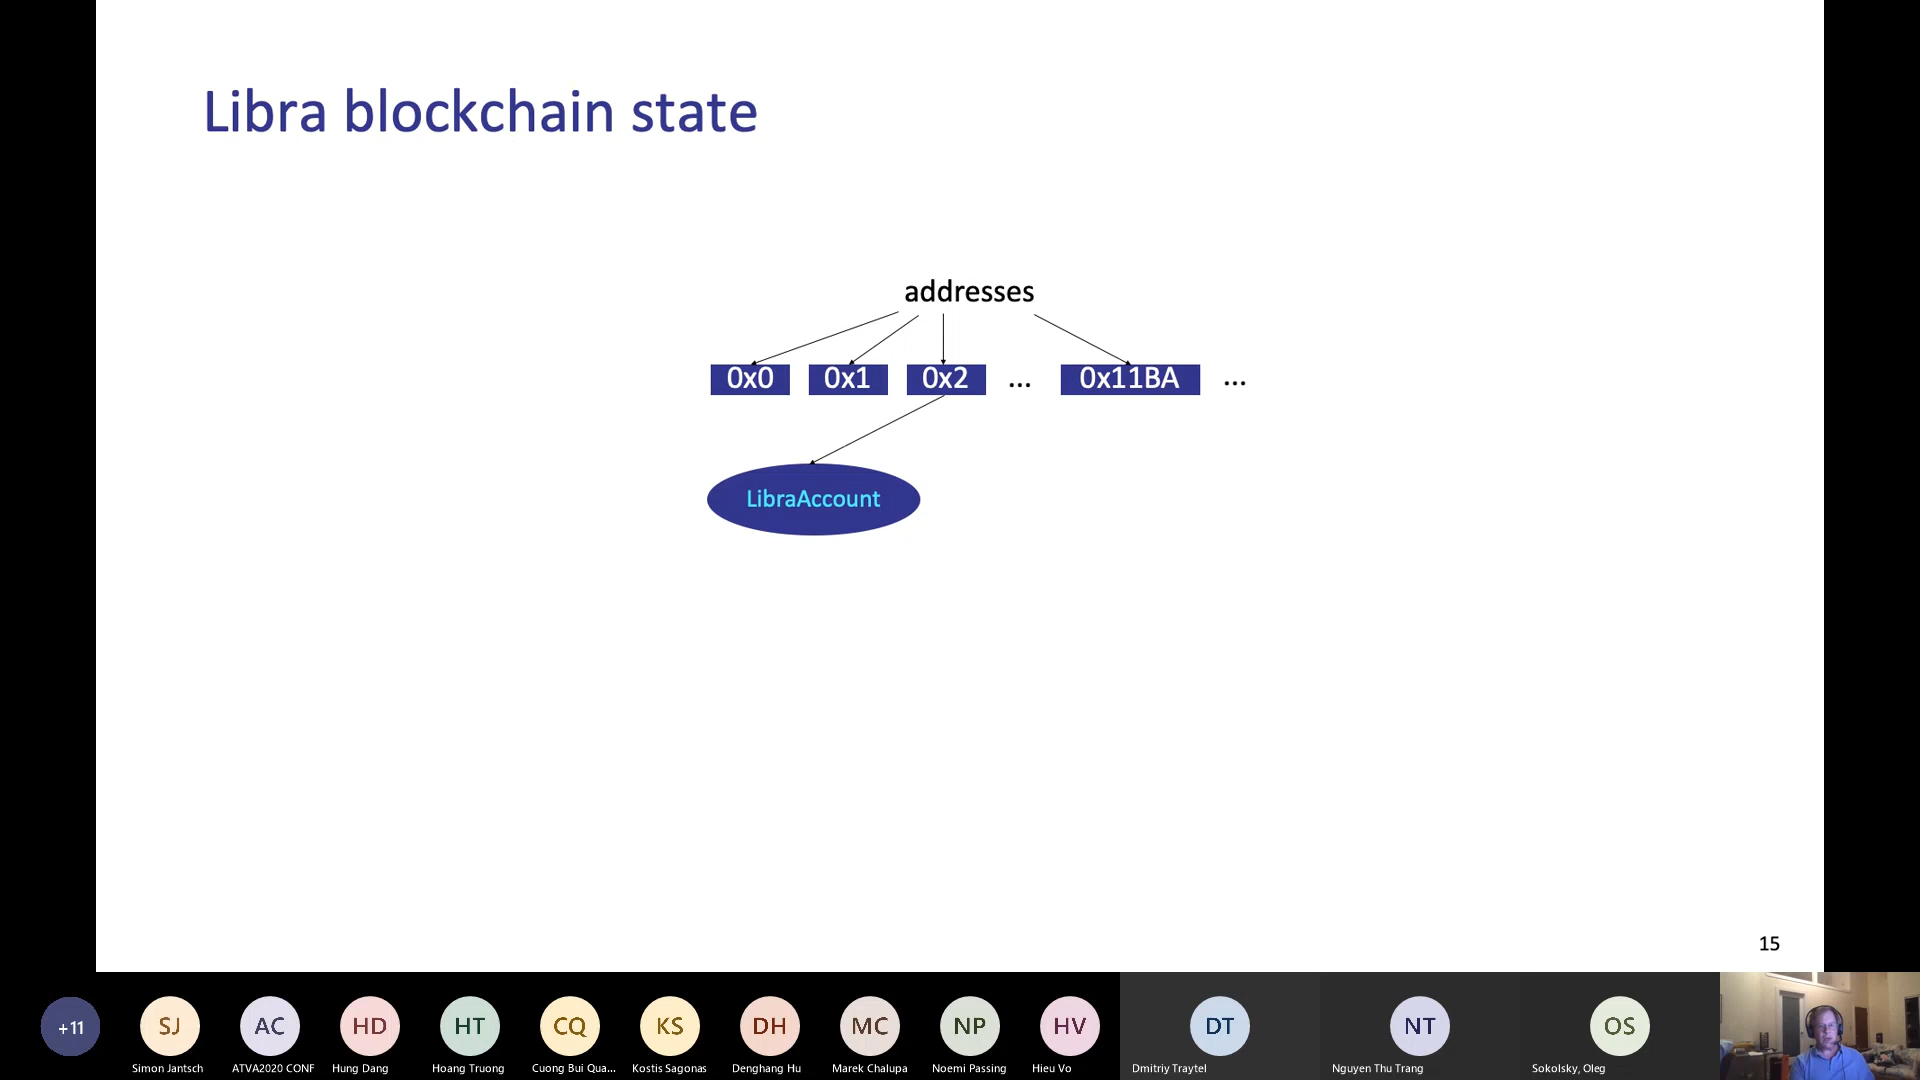 Libra blockchain state
addresses
0x0 0x1 0x2 ... 0x11BA ...
LibraAccount
15
+11 SJ AC HD HT CQ KS DH MC NP HV DT NT OS
Simon Jantsch ATVA2020 CONF Hung Dang Hoang Truong Cuong Bui Qua... Kostis Sagonas Denghang Hu Marek Chalupa Noemi Passing Hieu Vo Dmitriy Traytel Nguyen Thu Trang Sokolsky, Oleg